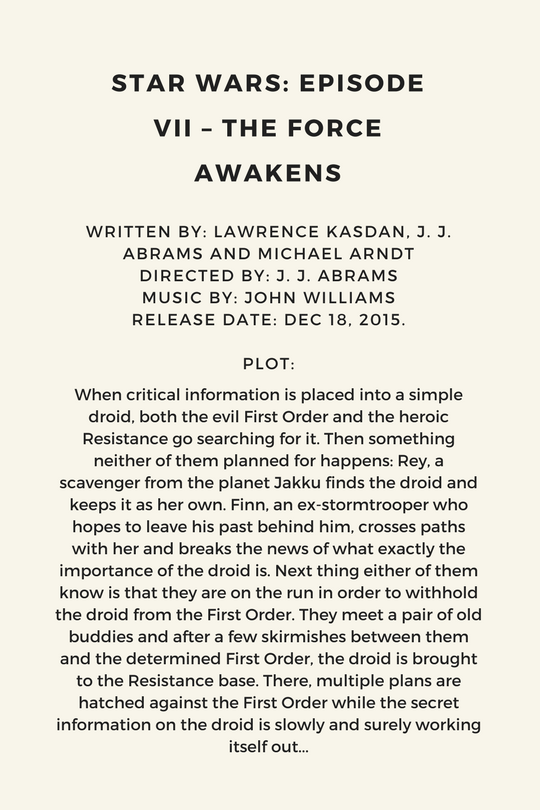 STAR WARS: EPISODE
VII – THE FORCE
AWAKENS
WRITTEN BY: LAWRENCE KASDAN, J. J.
ABRAMS AND MICHAEL ARNDT
DIRECTED BY: J. J. ABRAMS
MUSIC BY: JOHN WILLIAMS
RELEASE DATE: DEC 18, 2015.
PLOT:
When critical information is placed into a simple
droid, both the evil First Order and the heroic
Resistance go searching for it. Then something
neither of them planned for happens: Rey, a
scavenger from the planet Jakku finds the droid and
keeps it as her own. Finn, an ex-stormtrooper who
hopes to leave his past behind him, crosses paths
with her and breaks the news of what exactly the
importance of the droid is. Next thing either of them
know is that they are on the run in order to withhold
the droid from the First Order. They meet a pair of old
buddies and after a few skirmishes between them
and the determined First Order, the droid is brought
to the Resistance base. There, multiple plans are
hatched against the First Order while the secret
information on the droid is slowly and surely working
itself out...